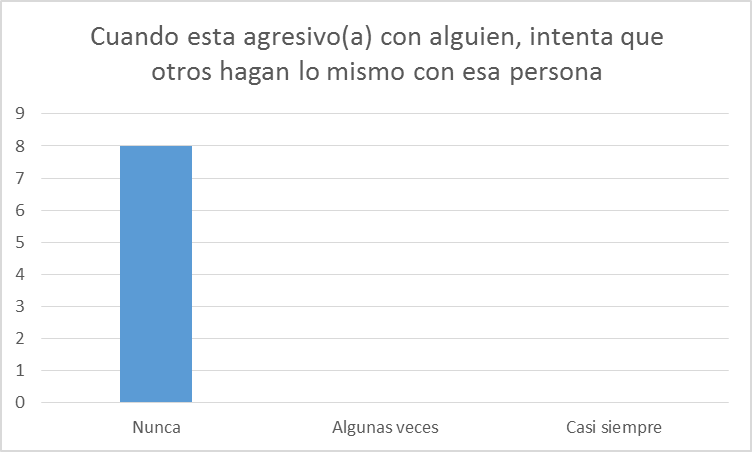 Cuando esta agresivo(a) con alguien, intenta que
otros hagan lo mismo con esa persona
9
8
7
6
5
4
3
2
1
0
Nunca
Algunas veces
Casi siempre